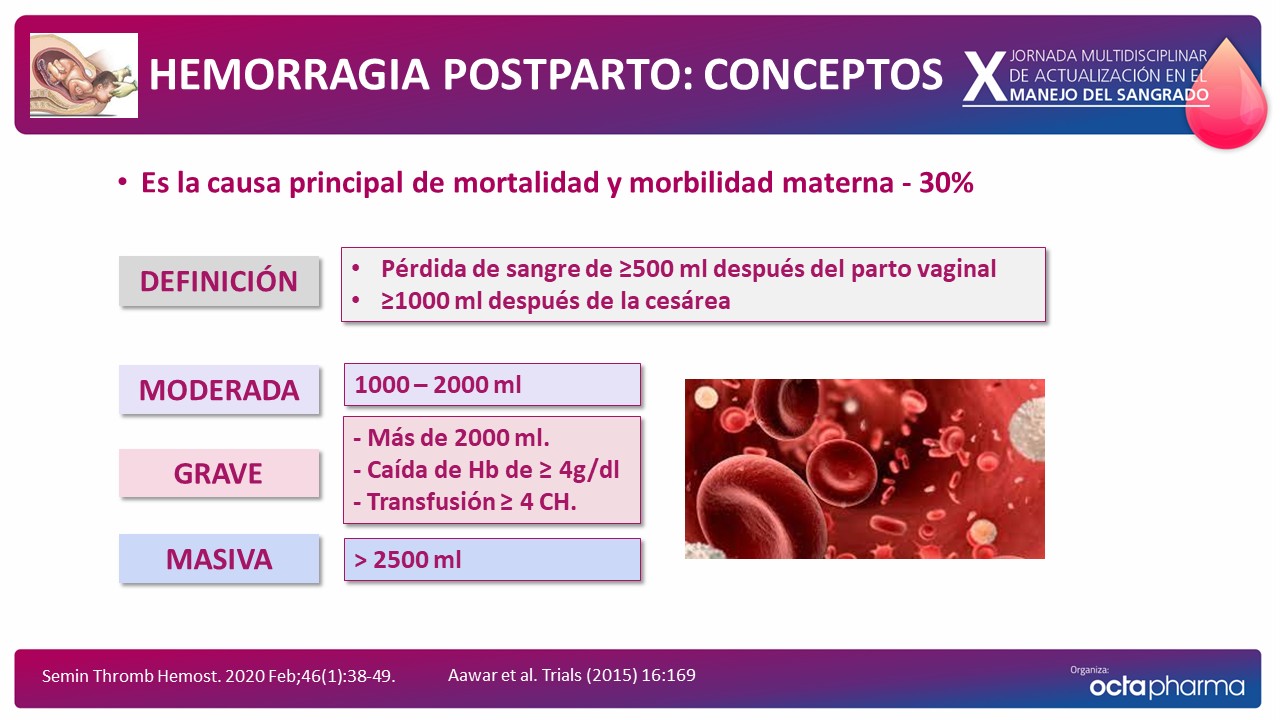 HEMORRAGIA POSTPARTO: CONCEPTOS
X JORNADA MULTIDISCIPLINAR
DE ACTUALIZACIÓN EN EL
MANEJO DEL SANGRADO
• Es la causa principal de mortalidad y morbilidad materna - 30%
DEFINICIÓN
• Pérdida de sangre de ≥500 ml después del parto vaginal
• ≥1000 ml después de la cesárea
MODERADA
1000 – 2000 ml
GRAVE
- Más de 2000 ml.
- Caída de Hb de ≥ 4g/dl
- Transfusión ≥ 4 CH.
MASIVA
> 2500 ml
Semin Thromb Hemost. 2020 Feb;46(1):38-49.
Aawar et al. Trials (2015) 16:169
Organiza:
octapharma